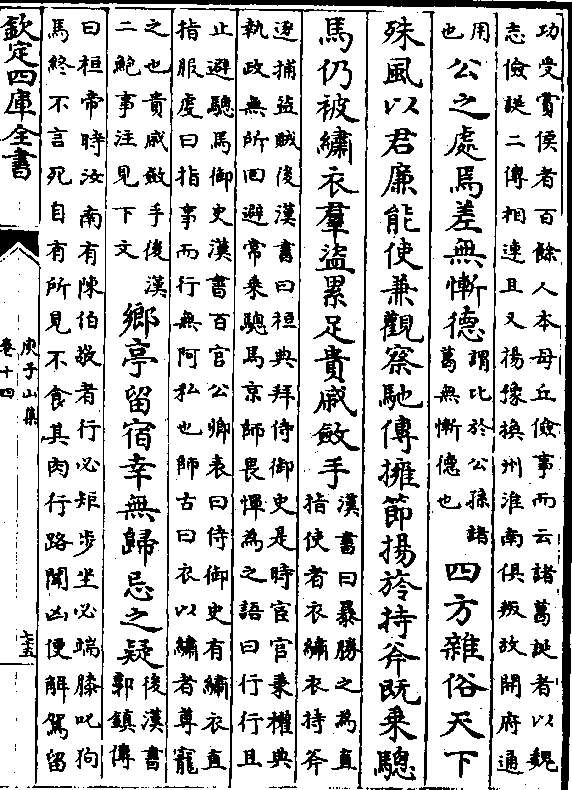 功受賞侯者百餘人本毋丘儉事而云諸葛誕者以魏
志儉誕二傳相連且又揚豫換州淮南俱叛故開府通
用
也
公之處焉差無慚德
謂比於公孫諸
葛無慚德也
四方雜俗天下
殊風以君廉能使兼觀察馳傳擁節揚旍持斧既乗驄
馬仍被繡衣羣盗累足貴戚斂手
漢書曰暴勝之為直
指使者衣繡衣持斧
逐捕盗賊後漢書曰桓典拜侍御史是時宦官秉權典
執政無所回避常乗驄馬京師畏憚為之語曰行行且
止避驄馬御史漢書百官公卿表曰侍御史有繡衣直
指服虔曰指事而行無阿私也師古曰衣以繡者尊寵
之也貴戚斂手後漢
二鮑事注見下文
鄉亭留宿幸無歸忌之疑
後漢書
郭鎮傳
曰桓帝時汝南有陳伯敬者行必矩步坐必端膝叱狗
馬終不言死自有所見不食其肉行路聞凶便解駕留
欽定四庫全書
庾子山集
卷十四
七五